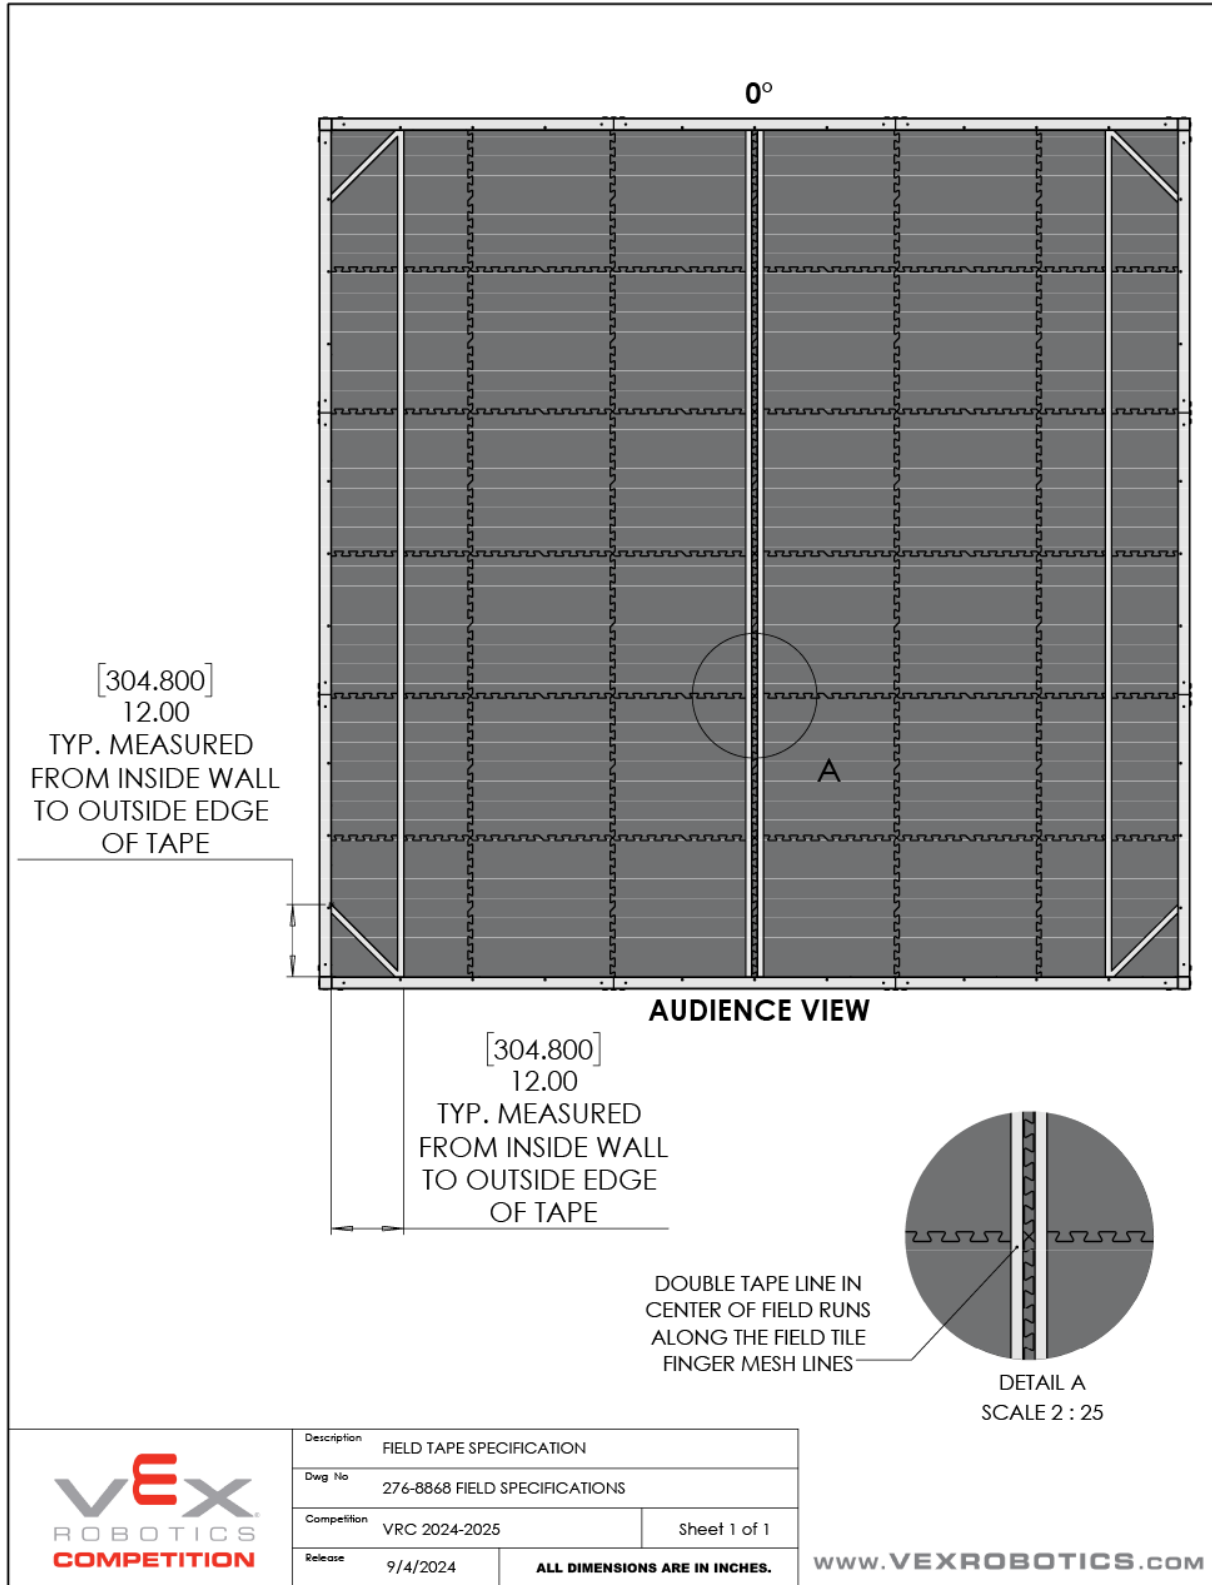 0°
[304.800]
12.00
TYP. MEASURED
FROM INSIDE WALL
TO OUTSIDE EDGE
OF TAPE
A
AUDIENCE VIEW
[304.800]
12.00
TYP. MEASURED
FROM INSIDE WALL
TO OUTSIDE EDGE
OF TAPE
DOUBLE TAPE LINE IN
CENTER OF FIELD RUNS
ALONG THE FIELD TILE
FINGER MESH LINES
DETAIL A
SCALE 2 : 25
VEX
ROBOTICS
COMPETITION
Description FIELD TAPE SPECIFICATION
Dwg No 276-8868 FIELD SPECIFICATIONS
Competition VRC 2024-2025 Sheet 1 of 1
Release 9/4/2024 ALL DIMENSIONS ARE IN INCHES.
www.VEXROBOTICS.com